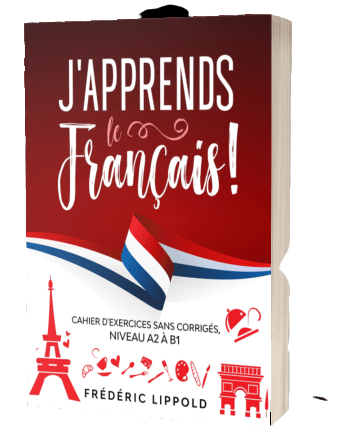 J'APPRENDS
le
Français!
CAHIER D'EXERCICES SANS CORRIGÉS,
NIVEAU A2 À B1
FRÉDÉRIC LIPPOLD